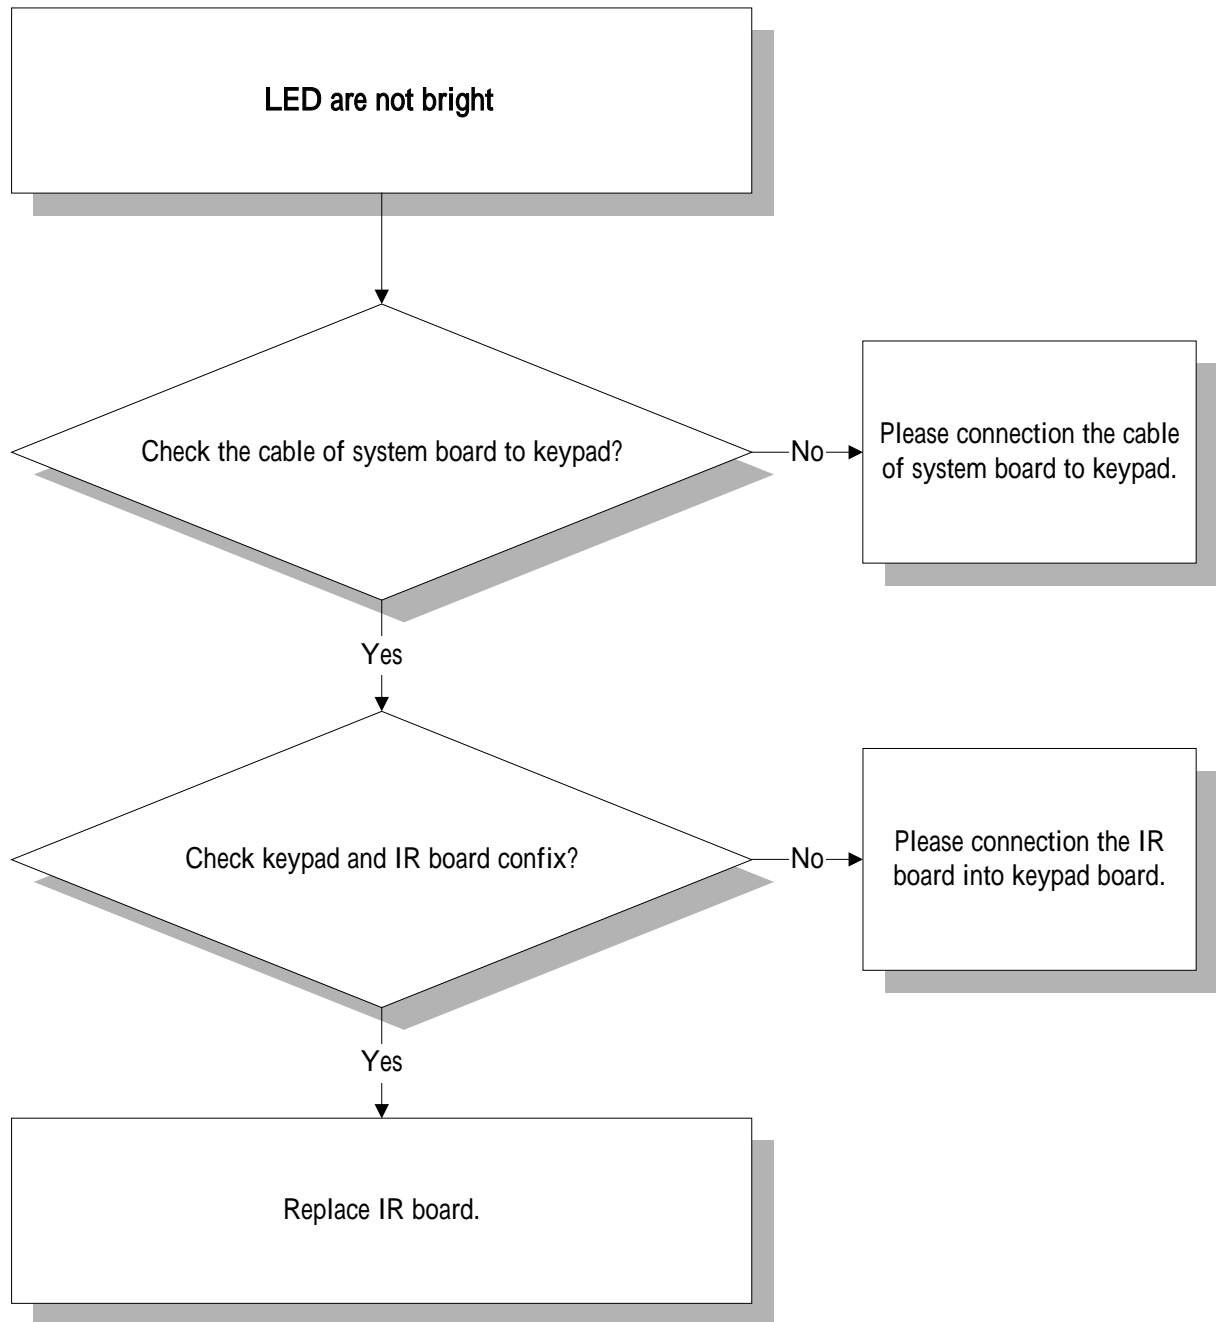 LED are not bright
Check the cable of system board to keypad?
No
Please connection the cable
of system board to keypad.
Yes
Check keypad and IR board confix?
No
Please connection the IR
board into keypad board.
Yes
Replace IR board.